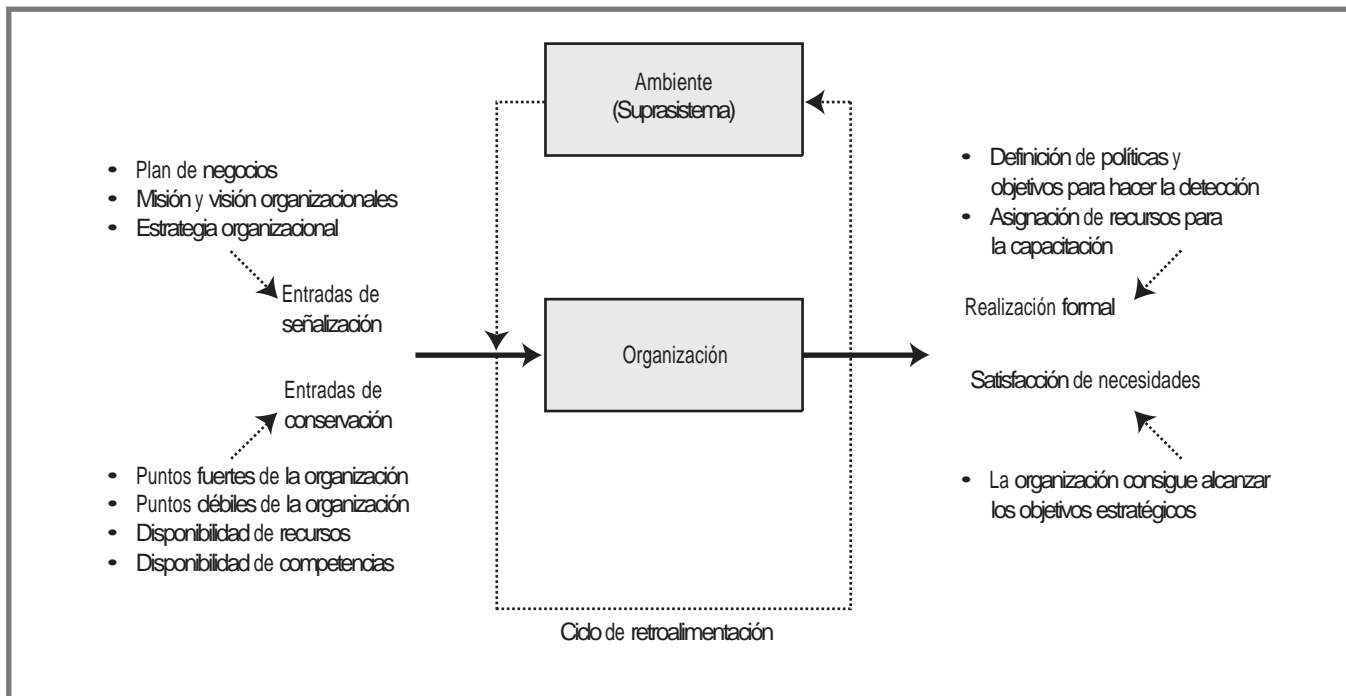 Ambiente
(Suprasistema)
• Plan de negocios
• Misión y visión organizacionales
• Estrategia organizacional
Entradas de
señalización
Entradas de
conservación
• Puntos fuertes de la organización
• Puntos débiles de la organización
• Disponibilidad de recursos
• Disponibilidad de competencias
Organización
• Definición de políticas y
objetivos para hacer la detección
• Asignación de recursos para
la capacitación
Realización formal
Satisfacción de necesidades
• La organización consigue alcanzar
los objetivos estratégicos
Ciclo de retroalimentación